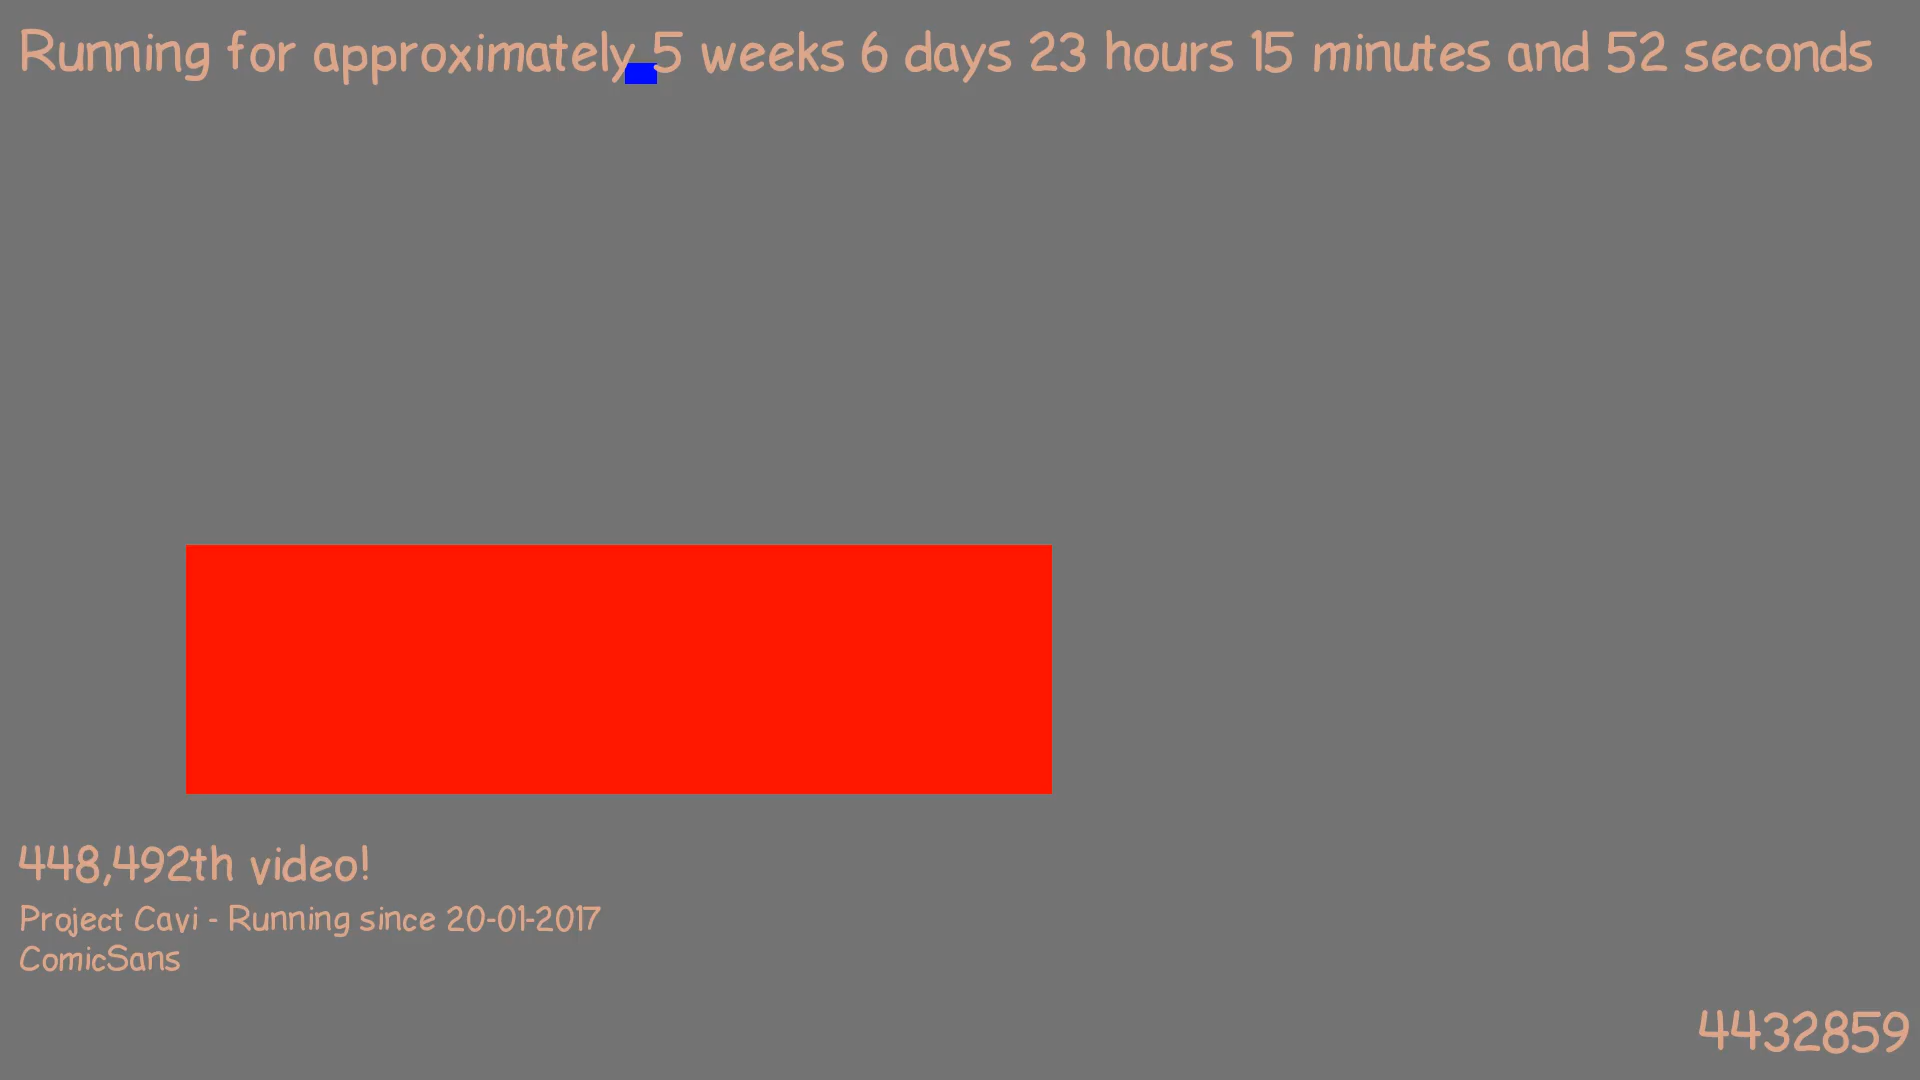 Running for approximately 5 weeks 6 days 23 hours 15 minutes and 52 seconds
448,492th video!
Project Cavi - Running since 20-01-2017
ComicSans
4432859